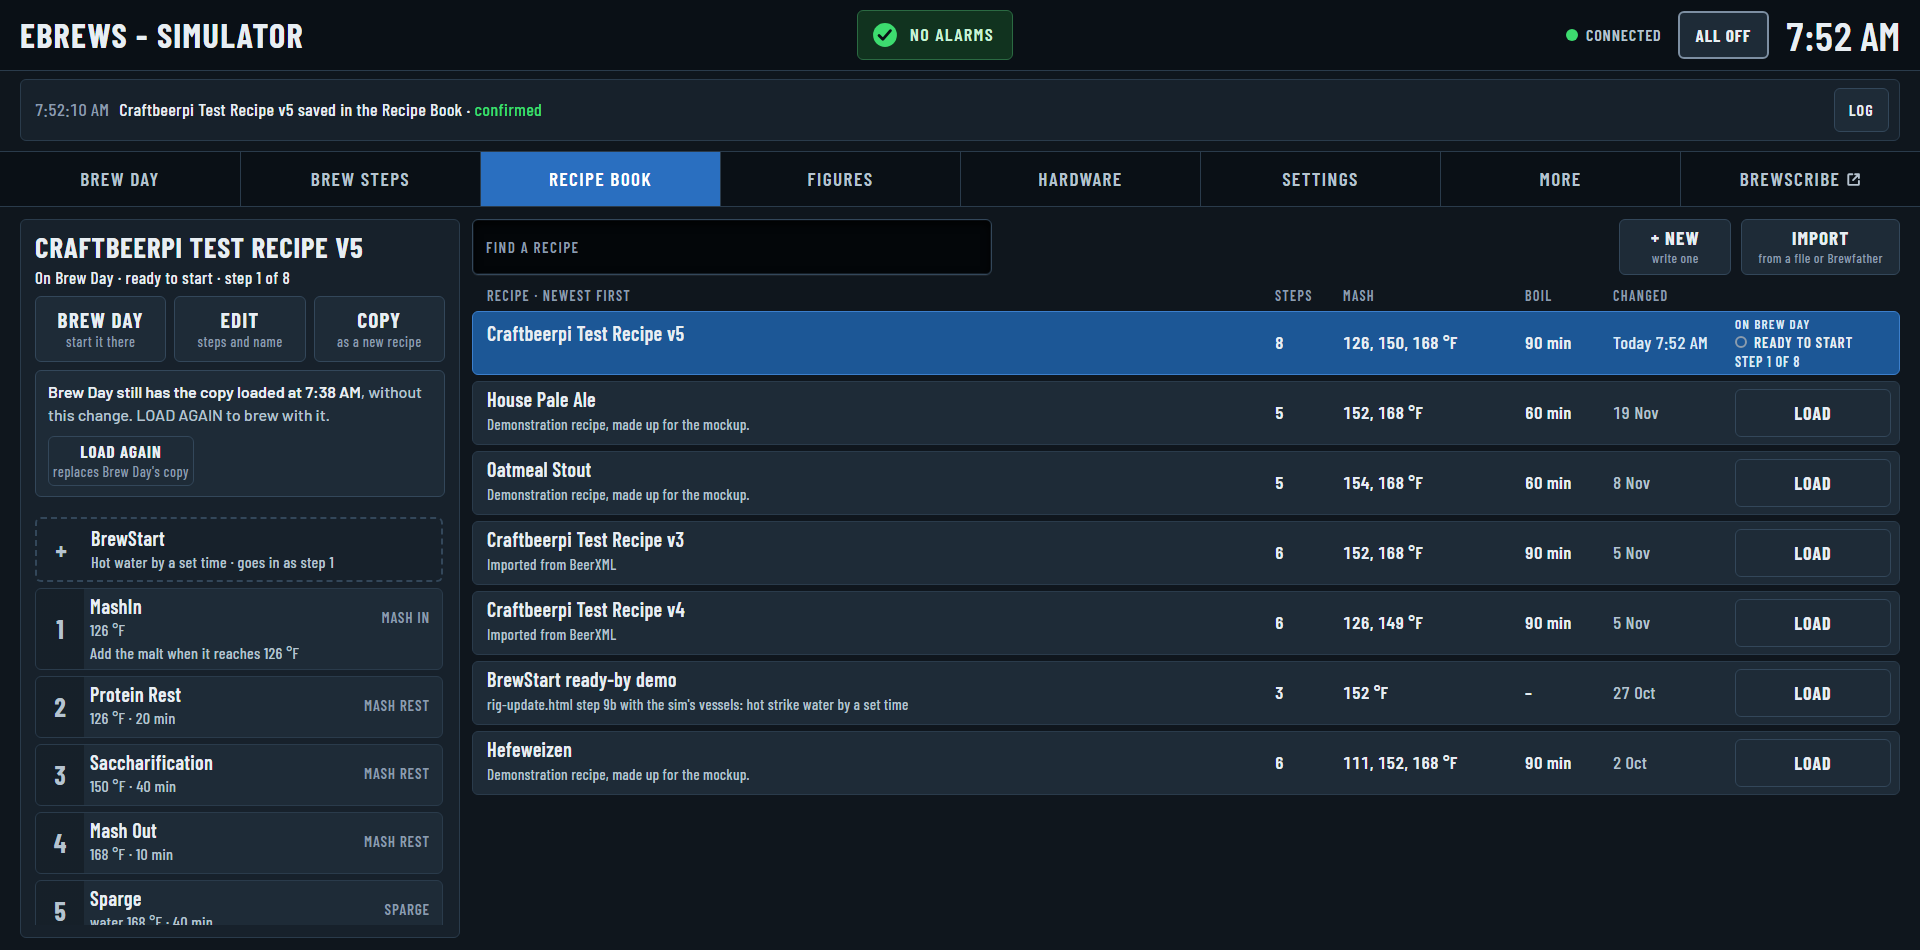 EBREWS - SIMULATOR
NO ALARMS
CONNECTED
ALL OFF
7:52 AM
7:52:10 AM Craftbeerpi Test Recipe v5 saved in the Recipe Book · confirmed
LOG
BREW DAY
BREW STEPS
RECIPE BOOK
FIGURES
HARDWARE
SETTINGS
MORE
BREWSCRIBE
CRAFTBEERPI TEST RECIPE V5
On Brew Day · ready to start · step 1 of 8
BREW DAY
start it there
EDIT
steps and name
COPY
as a new recipe
Brew Day still has the copy loaded at 7:38 AM, without
this change. LOAD AGAIN to brew with it.
LOAD AGAIN
replaces Brew Day's copy
+ BrewStart
Hot water by a set time · goes in as step 1
1 MashIn
126 °F
Add the malt when it reaches 126 °F
MASH IN
2 Protein Rest
126 °F · 20 min
MASH REST
3 Saccharification
150 °F · 40 min
MASH REST
4 Mash Out
168 °F · 10 min
MASH REST
5 Sparge
water 168 °F · 40 min
SPARGE
FIND A RECIPE
+ NEW
write one
IMPORT
from a file or Brewfather
RECIPE · NEWEST FIRST STEPS MASH BOIL CHANGED
Craftbeerpi Test Recipe v5 8 126, 150, 168 °F 90 min Today 7:52 AM
ON BREW DAY
READY TO START
STEP 1 OF 8
House Pale Ale
Demonstration recipe, made up for the mockup.
5 152, 168 °F 60 min 19 Nov LOAD
Oatmeal Stout
Demonstration recipe, made up for the mockup.
5 154, 168 °F 60 min 8 Nov LOAD
Craftbeerpi Test Recipe v3
Imported from BeerXML
6 152, 168 °F 90 min 5 Nov LOAD
Craftbeerpi Test Recipe v4
Imported from BeerXML
6 126, 149 °F 90 min 5 Nov LOAD
BrewStart ready-by demo
rig-update.html step 9b with the sim's vessels: hot strike water by a set time
3 152 °F – 27 Oct LOAD
Hefeweizen
Demonstration recipe, made up for the mockup.
6 111, 152, 168 °F 90 min 2 Oct LOAD